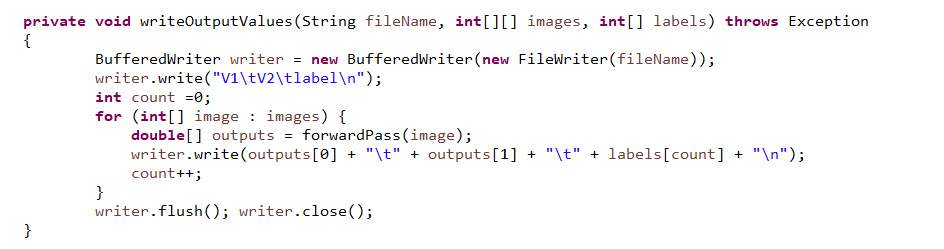 private void writeOutputValues(String fileName, int[][] images, int[] labels) throws Exception
{
        BufferedWriter writer = new BufferedWriter(new FileWriter(fileName));
        writer.write("V1\tV2\tlabel\n");
        int count =0;
        for (int[] image : images) {
            double[] outputs = forwardPass(image);
            writer.write(outputs[0] + "\t" + outputs[1] + "\t" + labels[count] + "\n");
            count++;
        }
        writer.flush(); writer.close();
}